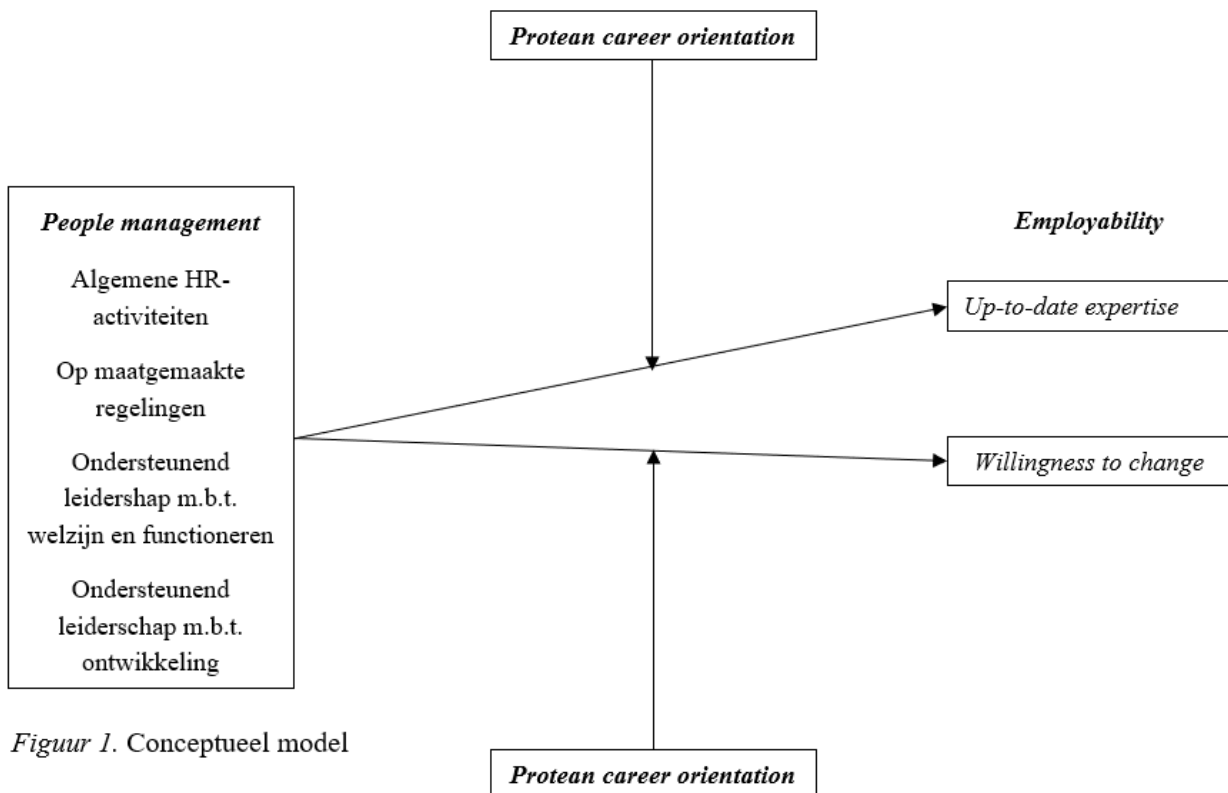 Protean career orientation
People management
Algemene HR-
activiteiten
Op maatgemaakte
regelingen
Ondersteunend
leidershap m.b.t.
welzijn en functioneren
Ondersteunend
leiderschap m.b.t.
ontwikkeling
Employability
Up-to-date expertise
Willingness to change
Figuur 1. Conceptueel model
Protean career orientation